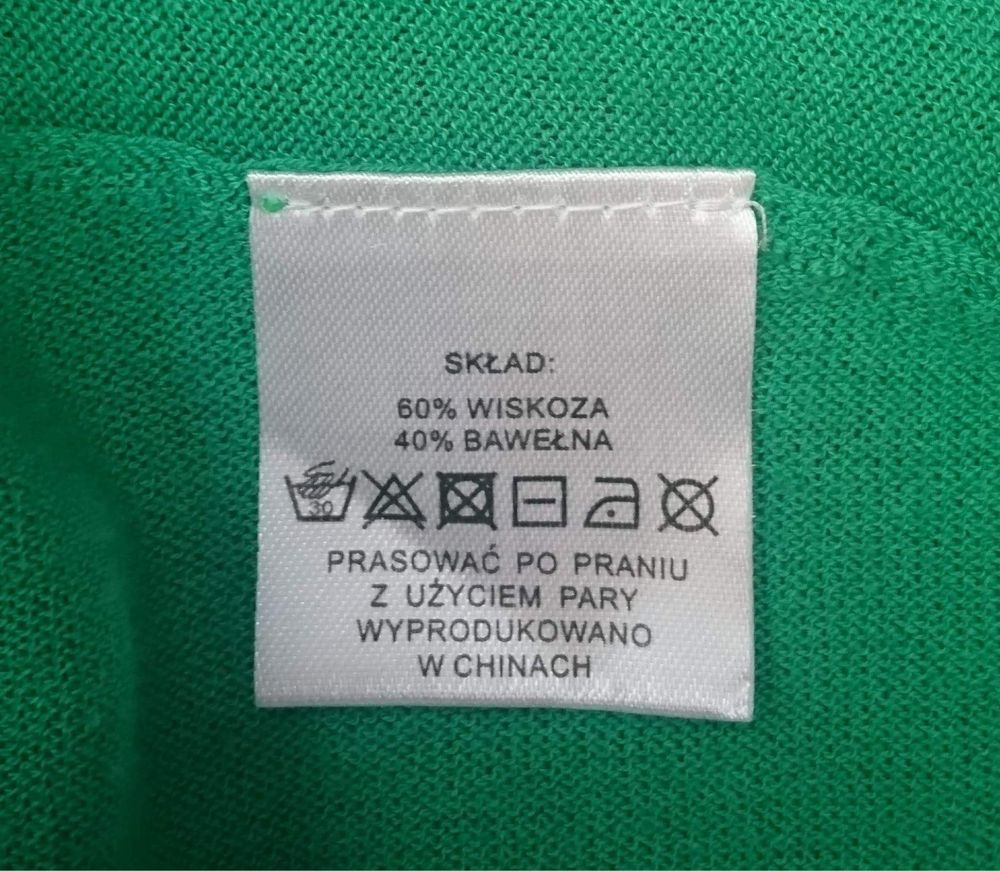 SKŁAD:
60% WISKOZA
40% BAWEŁNA
30
PRASOWAĆ PO PRANIU
Z UŻYCIEM PARY
WYPRODUKOWANO
W CHINACH